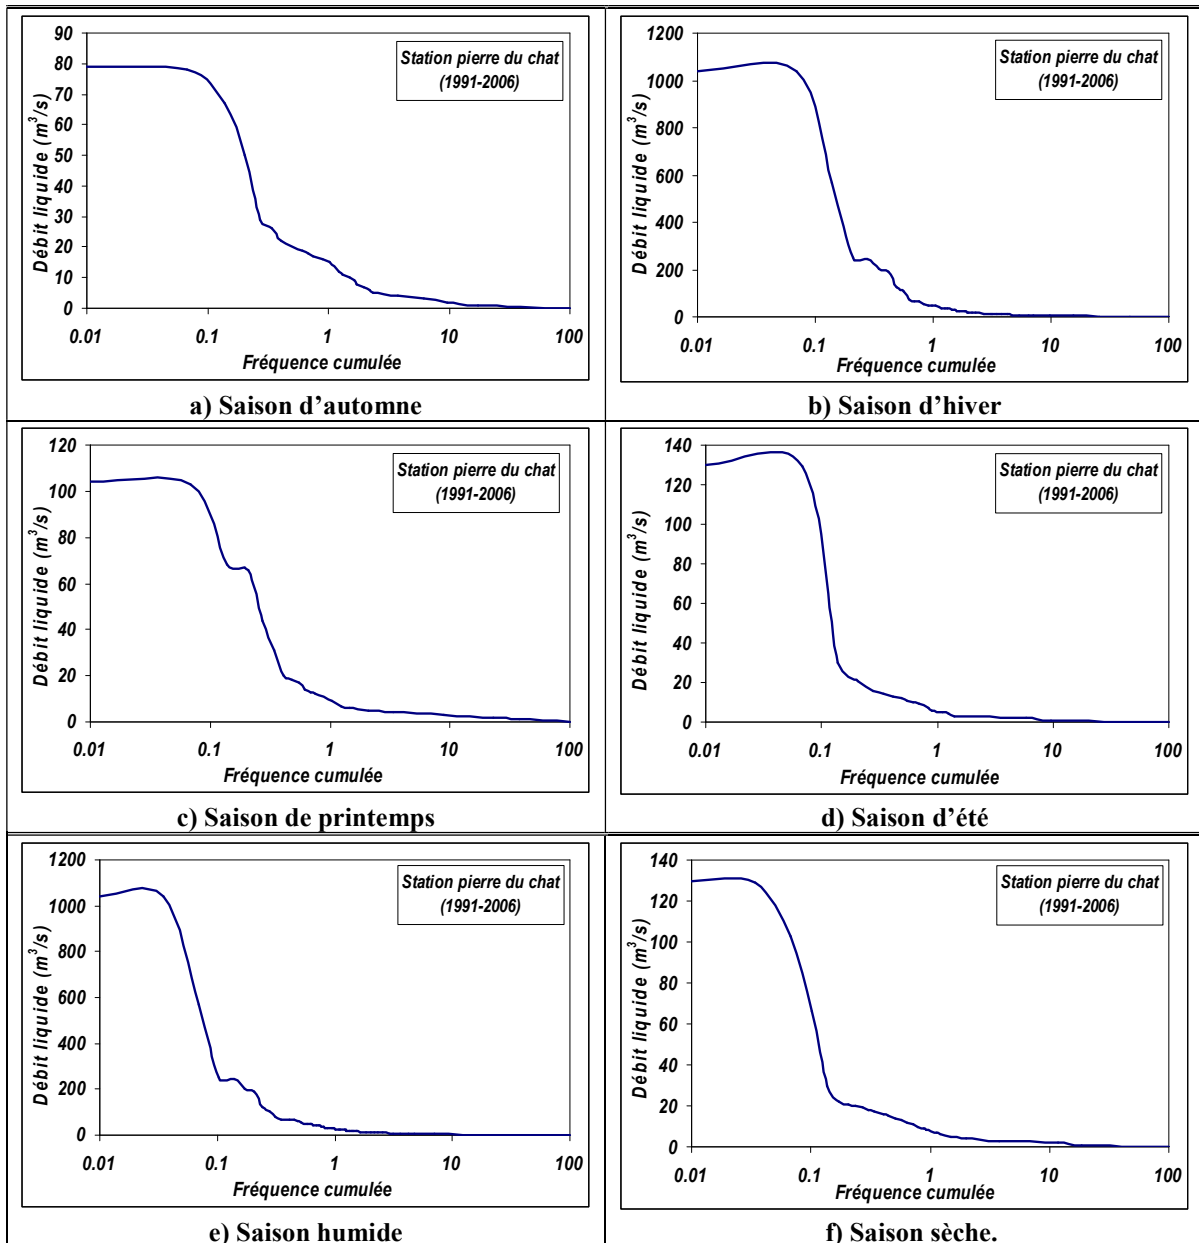 90
80
70
60
50
40
30
20
10
0
Débit liquide (m³/s)
Station pierre du chat
(1991-2006)
0.01 0.1 1 10 100
Fréquence cumulée
a) Saison d’automne
1200
1000
800
600
400
200
0
Débit liquide (m³/s)
Station pierre du chat
(1991-2006)
0.01 0.1 1 10 100
Fréquence cumulée
b) Saison d’hiver
120
100
80
60
40
20
0
Débit liquide (m³/s)
Station pierre du chat
(1991-2006)
0.01 0.1 1 10 100
Fréquence cumulée
c) Saison de printemps
140
120
100
80
60
40
20
0
Débit liquide (m³/s)
Station pierre du chat
(1991-2006)
0.01 0.1 1 10 100
Fréquence cumulée
d) Saison d’été
1200
1000
800
600
400
200
0
Débit liquide (m³/s)
Station pierre du chat
(1991-2006)
0.01 0.1 1 10 100
Fréquence cumulée
e) Saison humide
140
120
100
80
60
40
20
0
Débit liquide (m³/s)
Station pierre du chat
(1991-2006)
0.01 0.1 1 10 100
Fréquence cumulée
f) Saison sèche.